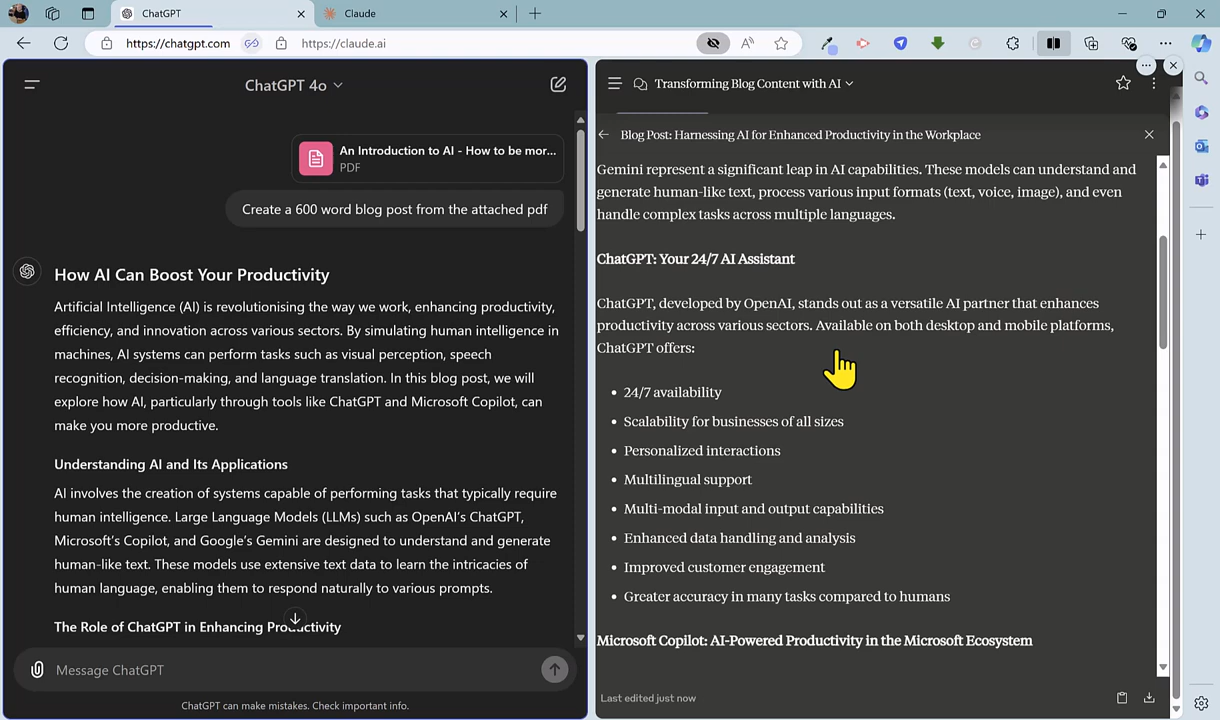 ChatGPT
Claude
https://chatgpt.com
https://claude.ai
ChatGPT 4o
An Introduction to AI - How to be mor...
PDF
Create a 600 word blog post from the attached pdf
How AI Can Boost Your Productivity
Artificial Intelligence (AI) is revolutionising the way we work, enhancing productivity,
efficiency, and innovation across various sectors. By simulating human intelligence in
machines, AI systems can perform tasks such as visual perception, speech
recognition, decision-making, and language translation. In this blog post, we will
explore how AI, particularly through tools like ChatGPT and Microsoft Copilot, can
make you more productive.
Understanding AI and Its Applications
AI involves the creation of systems capable of performing tasks that typically require
human intelligence. Large Language Models (LLMs) such as OpenAI's ChatGPT,
Microsoft's Copilot, and Google's Gemini are designed to understand and generate
human-like text. These models use extensive text data to learn the intricacies of
human language, enabling them to respond naturally to various prompts.
The Role of ChatGPT in Enhancing Productivity
Message ChatGPT
ChatGPT can make mistakes. Check important info.
Transforming Blog Content with AI
Blog Post: Harnessing AI for Enhanced Productivity in the Workplace
Gemini represent a significant leap in AI capabilities. These models can understand and
generate human-like text, process various input formats (text, voice, image), and even
handle complex tasks across multiple languages.
ChatGPT: Your 24/7 AI Assistant
ChatGPT, developed by OpenAI, stands out as a versatile AI partner that enhances
productivity across various sectors. Available on both desktop and mobile platforms,
ChatGPT offers:
• 24/7 availability
• Scalability for businesses of all sizes
• Personalized interactions
• Multilingual support
• Multi-modal input and output capabilities
• Enhanced data handling and analysis
• Improved customer engagement
• Greater accuracy in many tasks compared to humans
Microsoft Copilot: AI-Powered Productivity in the Microsoft Ecosystem
Last edited just now